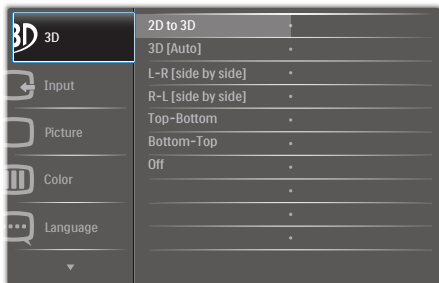 3D
3D
Input
Picture
Color
Language
2D to 3D
3D [Auto]
L-R [side by side]
R-L [side by side]
Top-Bottom
Bottom-Top
Off